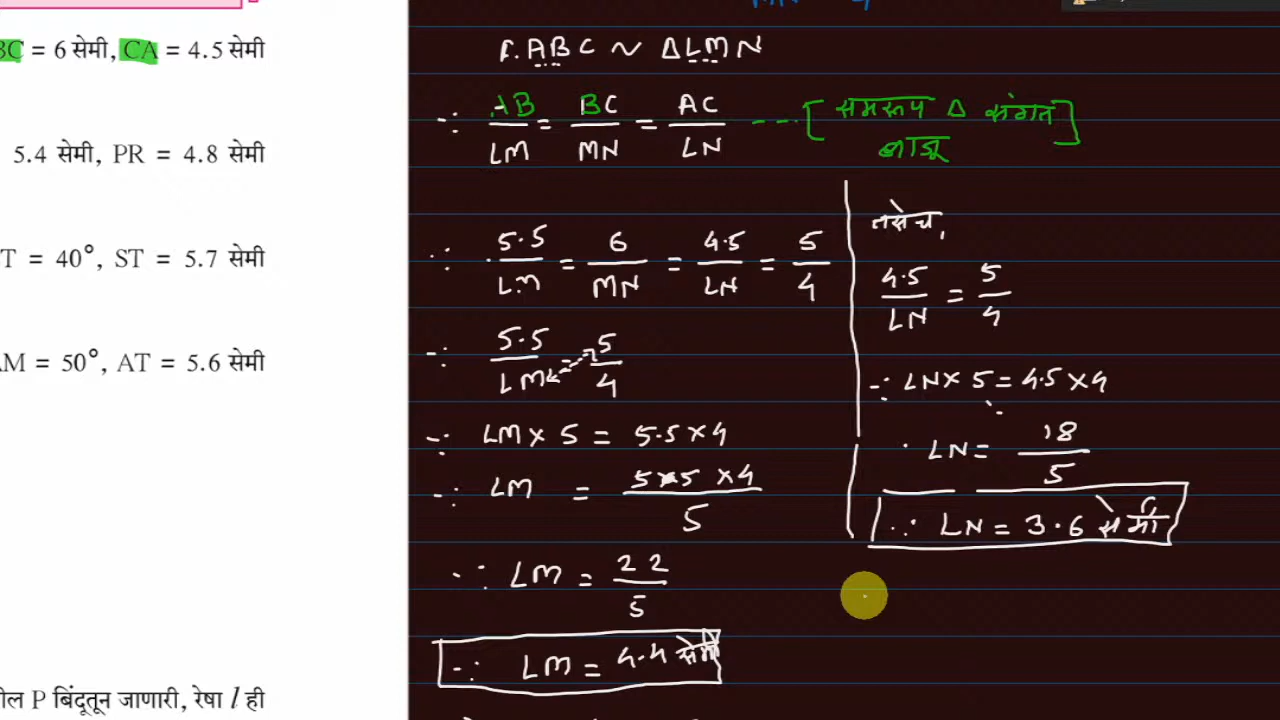 BC = 6 सेमी, CA = 4.5 सेमी
5.4 सेमी, PR = 4.8 सेमी
T = 40°, ST = 5.7 सेमी
AM = 50°, AT = 5.6 सेमी
ील P बिंदूतून जाणारी, रेषा l ही
ABC ~ Δ LMN
∵ AB/LM = BC/MN = AC/LN --- [समरूप Δ संगत
बाजू]
∴ 5.5/LM = 6/MN = 4.5/LN = 5/4
∴ 5.5/LM = 5/4
∴ LM × 5 = 5.5 × 4
∴ LM = 5.5 × 4/5
∴ LM = 22/5
∴ LM = 4.4 सेमी
तसेच,
4.5/LN = 5/4
∴ LN × 5 = 4.5 × 4
LN = 18/5
∴ LN = 3.6 सेमी